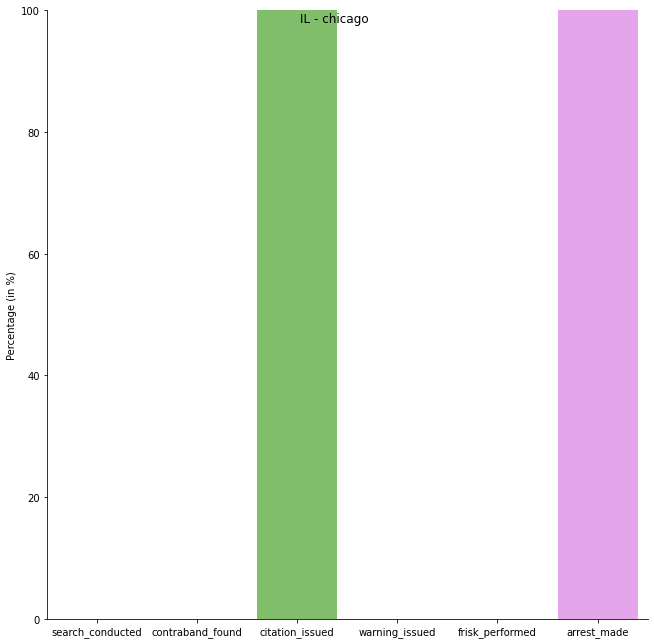 IL - chicago
Percentage (in %)
100
80
60
40
20
0
search_conducted contraband_found citation_issued warning_issued frisk_performed arrest_made